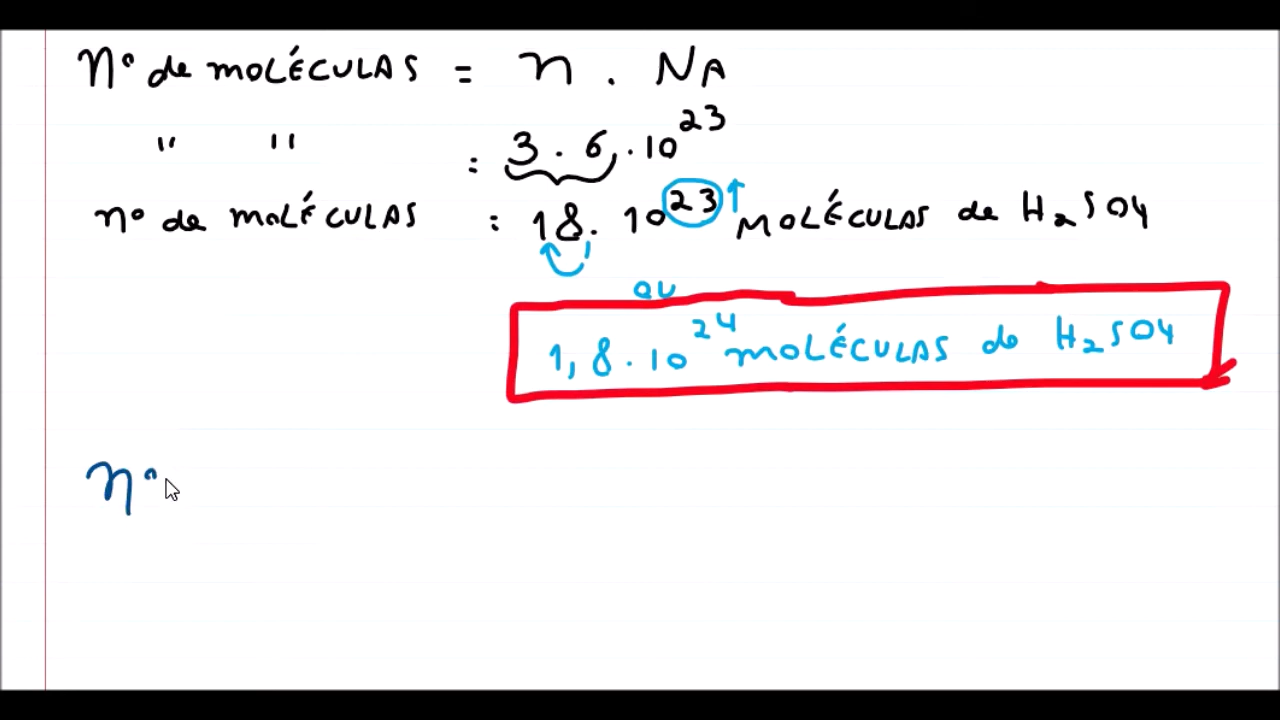 Nº de MOLÉCULAS = n . NA
" " = 3 . 6 . 10²³
nº de MOLÉCULAS : 18 . 10²³ MOLÉCULAS de H₂SO₄
ou
1,8 . 10²⁴ MOLÉCULAS de H₂SO₄
nº